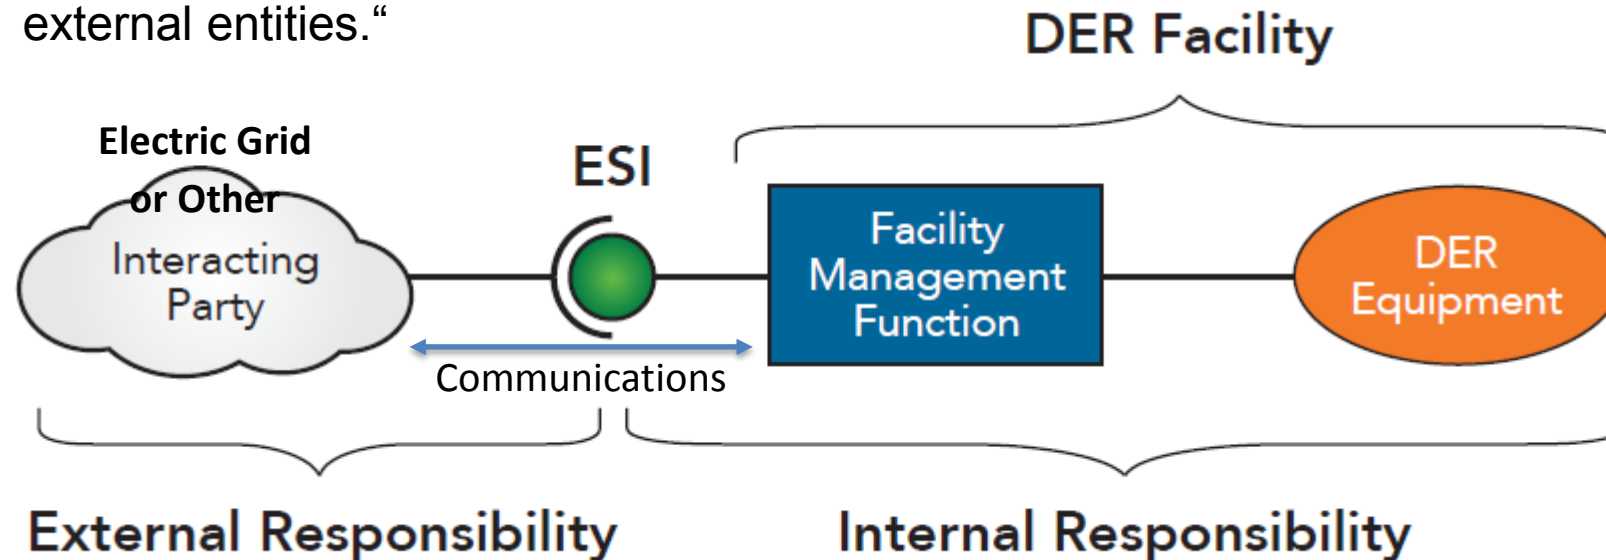 external entities.“
DER Facility
Electric Grid
or Other
Interacting
Party
ESI
Facility
Management
Function
DER
Equipment
Communications
External Responsibility
Internal Responsibility